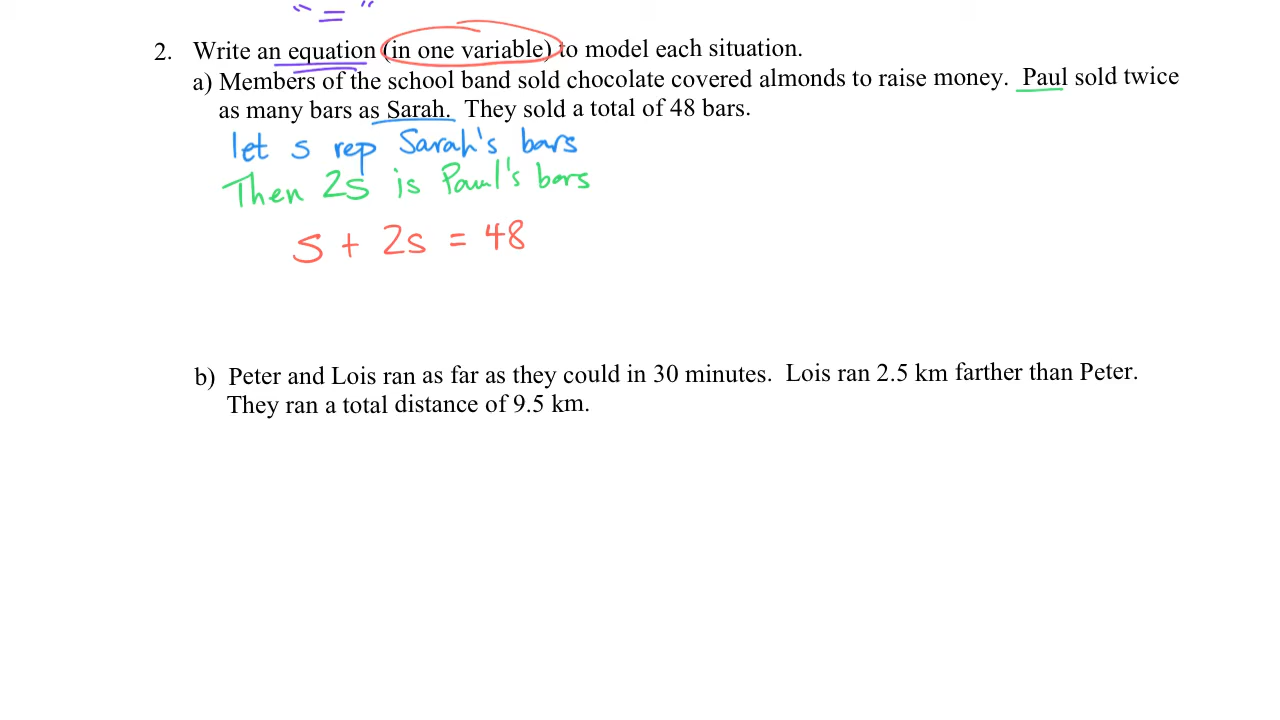 "="
2. Write an equation (in one variable) to model each situation.
a) Members of the school band sold chocolate covered almonds to raise money. Paul sold twice
as many bars as Sarah. They sold a total of 48 bars.
let s rep Sarah's bars
Then 2s is Paul's bars
s + 2s = 48
b) Peter and Lois ran as far as they could in 30 minutes. Lois ran 2.5 km farther than Peter.
They ran a total distance of 9.5 km.